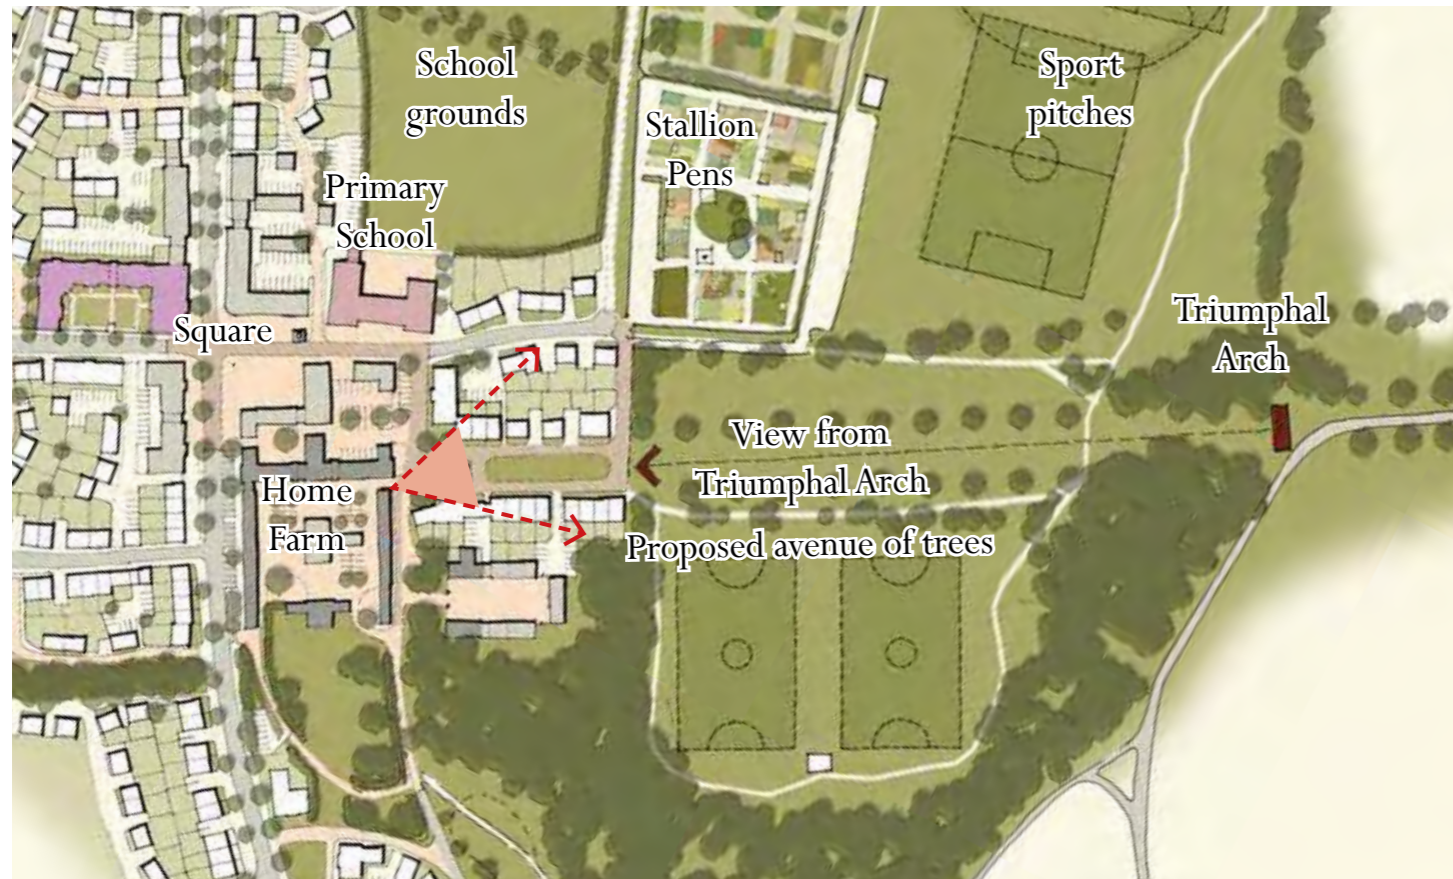 School
grounds
Sport
pitches
Stallion
Pens
Primary
School
Square
Triumphal
Arch
View from
Triumphal Arch
Home
Farm
Proposed avenue of trees